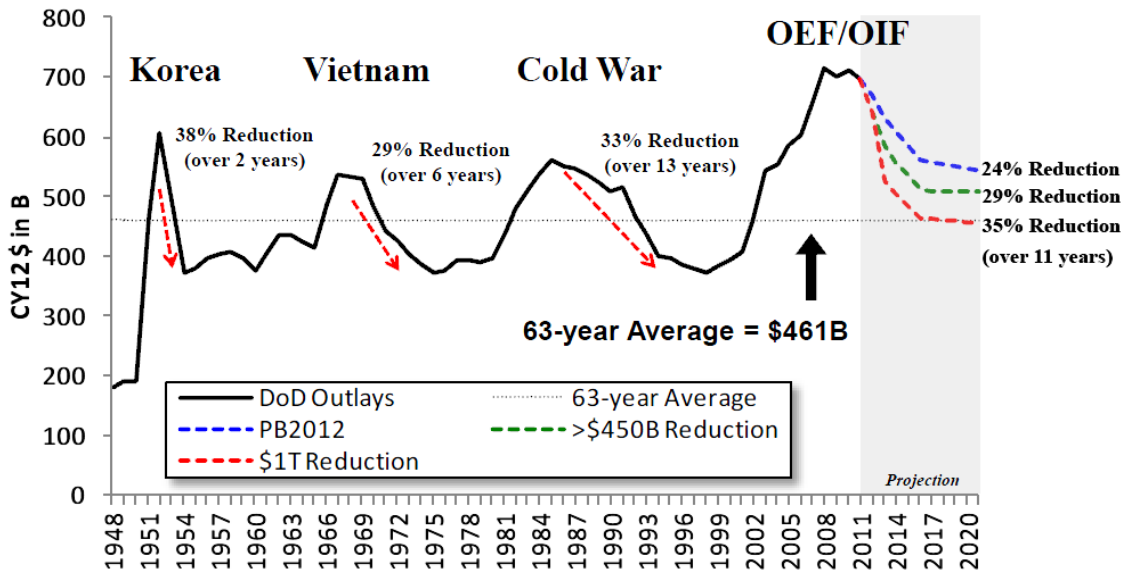 CY12 $ in B
800
700
600
500
400
300
200
100
0
Korea
Vietnam
Cold War
OEF/OIF
38% Reduction
(over 2 years)
29% Reduction
(over 6 years)
33% Reduction
(over 13 years)
24% Reduction
29% Reduction
35% Reduction
(over 11 years)
63-year Average = $461B
DoD Outlays
63-year Average
PB2012
>$450B Reduction
$1T Reduction
Projection
1948
1951
1954
1957
1960
1963
1966
1969
1972
1975
1978
1981
1984
1987
1990
1993
1996
1999
2002
2005
2008
2011
2014
2017
2020